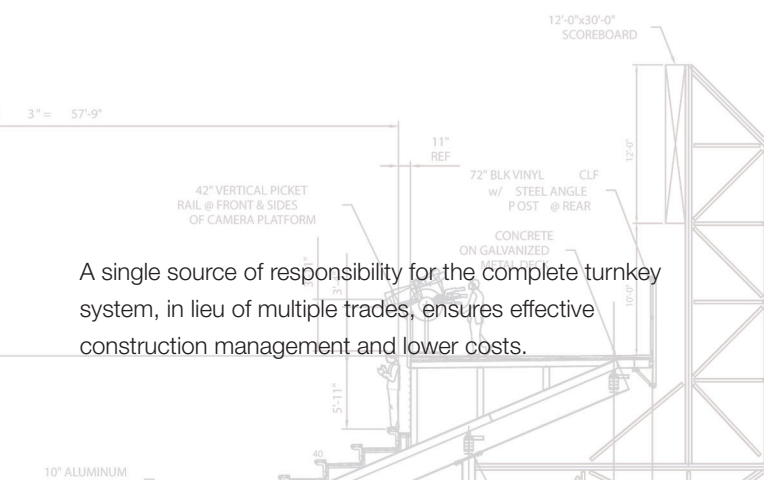 12'-0"x30'-0"
SCOREBOARD
3" = 57'-9"
11"
REF
12'-0"
72" BLK VINYL CLF
w/ STEEL ANGLE
POST @ REAR
42" VERTICAL PICKET
RAIL @ FRONT & SIDES
OF CAMERA PLATFORM
CONCRETE
ON GALVANIZED
METAL DECK
A single source of responsibility for the complete turnkey
system, in lieu of multiple trades, ensures effective
construction management and lower costs.
10'-0"
5'-11"
40
10" ALUMINUM